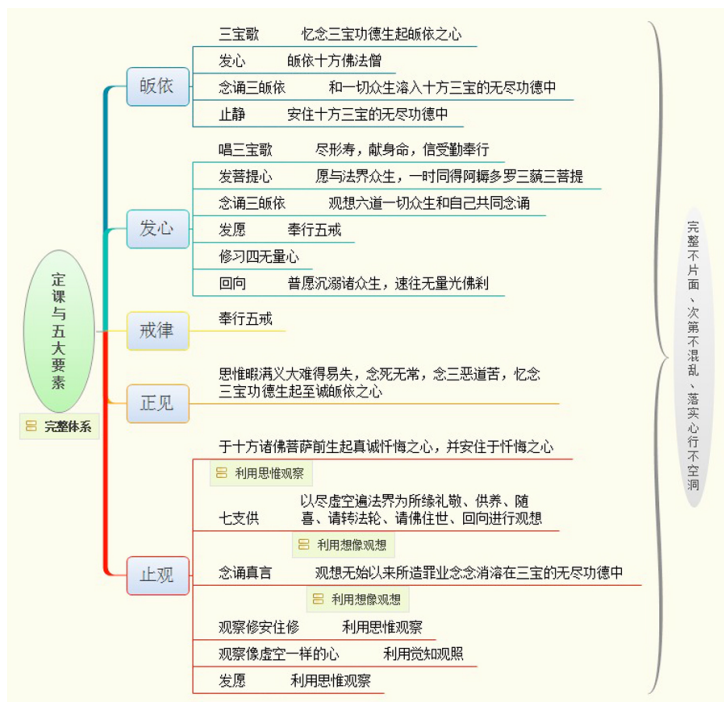 定课与五大要素
完整体系
皈依
三宝歌 忆念三宝功德生起皈依之心
发心 皈依十方佛法僧
念诵三皈依 和一切众生溶入十方三宝的无尽功德中
止静 安住十方三宝的无尽功德中
发心
唱三宝歌 尽形寿，献身命，信受勤奉行
发菩提心 愿与法界众生，一时同得阿耨多罗三藐三菩提
念诵三皈依 观想六道一切众生和自己共同念诵
发愿 奉行五戒
修习四无量心
回向 普愿沉溺诸众生，速往无量光佛刹
戒律
奉行五戒
正见
思惟暇满义大难得易失，念死无常，念三恶道苦，忆念
三宝功德生起至诚皈依之心
止观
于十方诸佛菩萨前生起真诚忏悔之心，并安住于忏悔之心
利用思惟观察
七支供 以尽虚空遍法界为所缘礼敬、供养、随
喜、请转法轮、请佛住世、回向进行观想
利用想像观想
念诵真言 观想无始以来所造罪业念念消溶在三宝的无尽功德中
利用想像观想
观察修安住修 利用思惟观察
观察像虚空一样的心 利用觉知观照
发愿 利用思惟观察
完整不片面、次第不混乱、落实心行不空洞